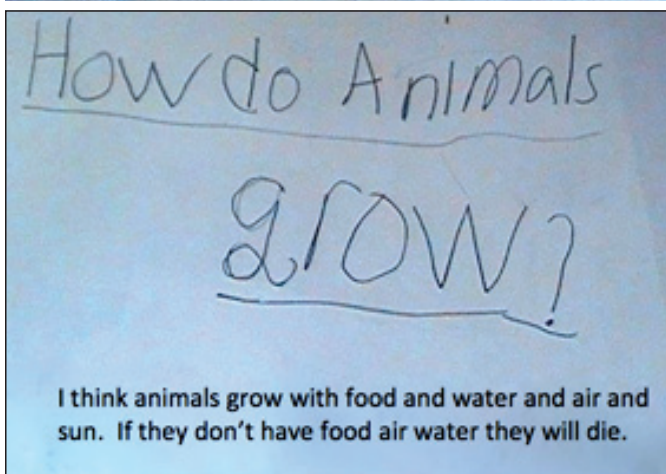 How do Animals
grow?
I think animals grow with food and water and air and
sun.  If they don't have food air water they will die.